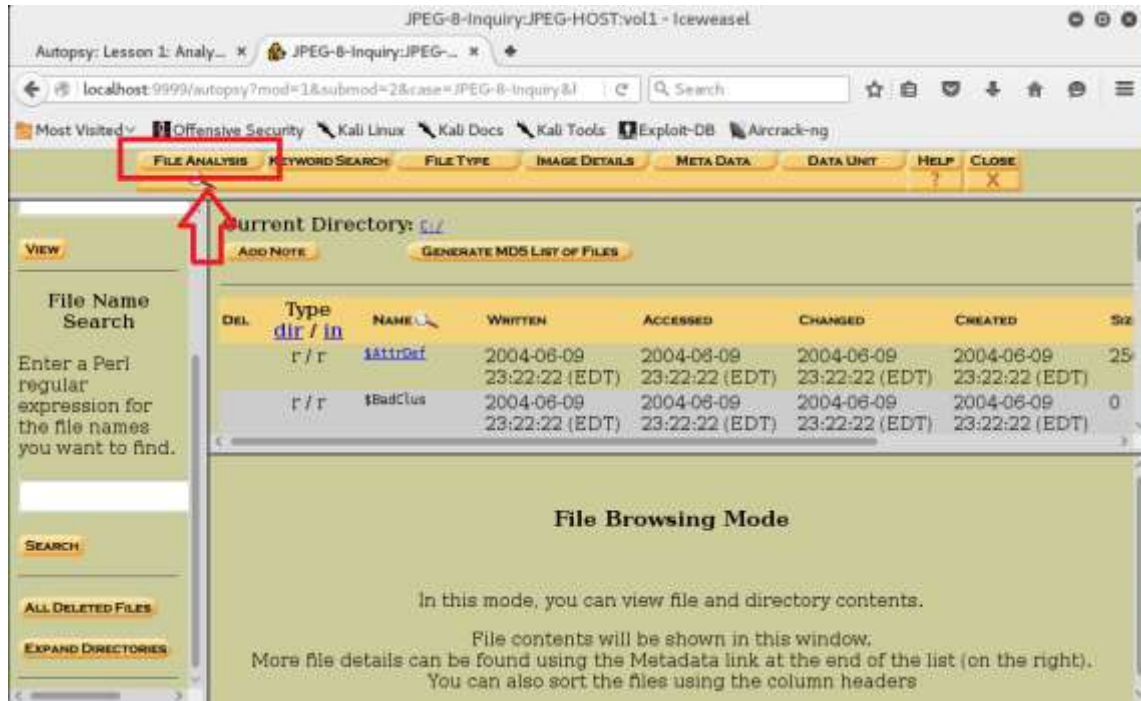 JPEG-8-Inquiry:JPEG-HOST:vol1 - Iceweasel
Autopsy: Lesson 1: Analy...
JPEG-8-Inquiry:JPEG-...
localhost:9999/autopsy?mod=1&submod=2&case=JPEG-8-Inquiry&l
Search
Most Visited
Offensive Security
Kali Linux
Kali Docs
Kali Tools
Exploit-DB
Aircrack-ng
FILE ANALYSIS
KEYWORD SEARCH
FILE TYPE
IMAGE DETAILS
META DATA
DATA UNIT
HELP
CLOSE
?
X
VIEW
File Name
Search
Enter a Perl
regular
expression for
the file names
you want to find.
SEARCH
ALL DELETED FILES
EXPAND DIRECTORIES
Current Directory: C:/
ADD NOTE
GENERATE MD5 LIST OF FILES
DEL
Type
dir / in
NAME
WRITTEN
ACCESSED
CHANGED
CREATED
r / r
$AttrDef
2004-06-09
23:22:22 (EDT)
2004-06-09
23:22:22 (EDT)
2004-06-09
23:22:22 (EDT)
2004-06-09
23:22:22 (EDT)
r / r
$BadClus
2004-06-09
23:22:22 (EDT)
2004-06-09
23:22:22 (EDT)
2004-06-09
23:22:22 (EDT)
2004-06-09
23:22:22 (EDT)
0
File Browsing Mode
In this mode, you can view file and directory contents.
File contents will be shown in this window.
More file details can be found using the Metadata link at the end of the list (on the right).
You can also sort the files using the column headers